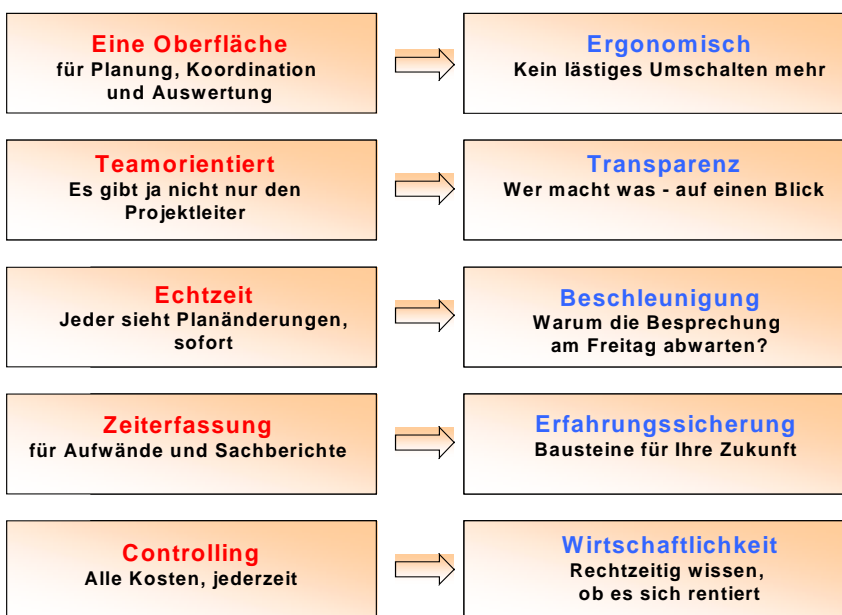 Eine Oberfläche
für Planung, Koordination
und Auswertung
Ergonomisch
Kein lästiges Umschalten mehr
Teamorientiert
Es gibt ja nicht nur den
Projektleiter
Transparenz
Wer macht was - auf einen Blick
Echtzeit
Jeder sieht Planänderungen,
sofort
Beschleunigung
Warum die Besprechung
am Freitag abwarten?
Zeiterfassung
für Aufwände und Sachberichte
Erfahrungssicherung
Bausteine für Ihre Zukunft
Controlling
Alle Kosten, jederzeit
Wirtschaftlichkeit
Rechtzeitig wissen,
ob es sich rentiert